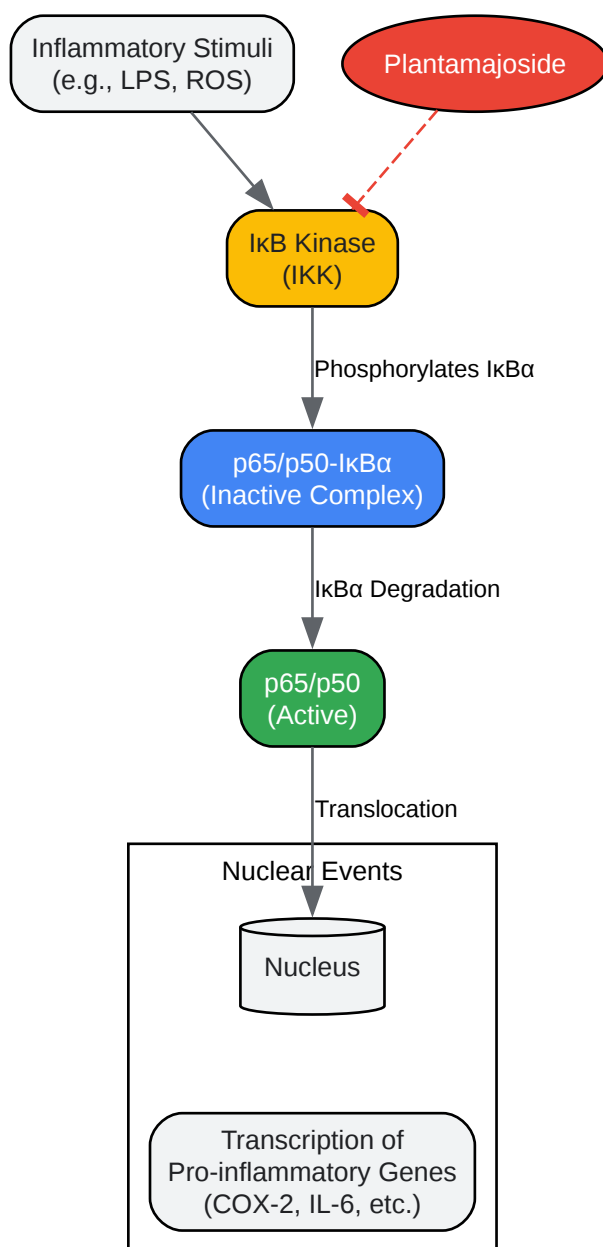 Inflammatory Stimuli
(e.g., LPS, ROS)
Plantamajoside
IκB Kinase
(IKK)
Phosphorylates IκBα
p65/p50-IκBα
(Inactive Complex)
IκBα Degradation
p65/p50
(Active)
Translocation
Nuclear Events
Nucleus
Transcription of
Pro-inflammatory Genes
(COX-2, IL-6, etc.)